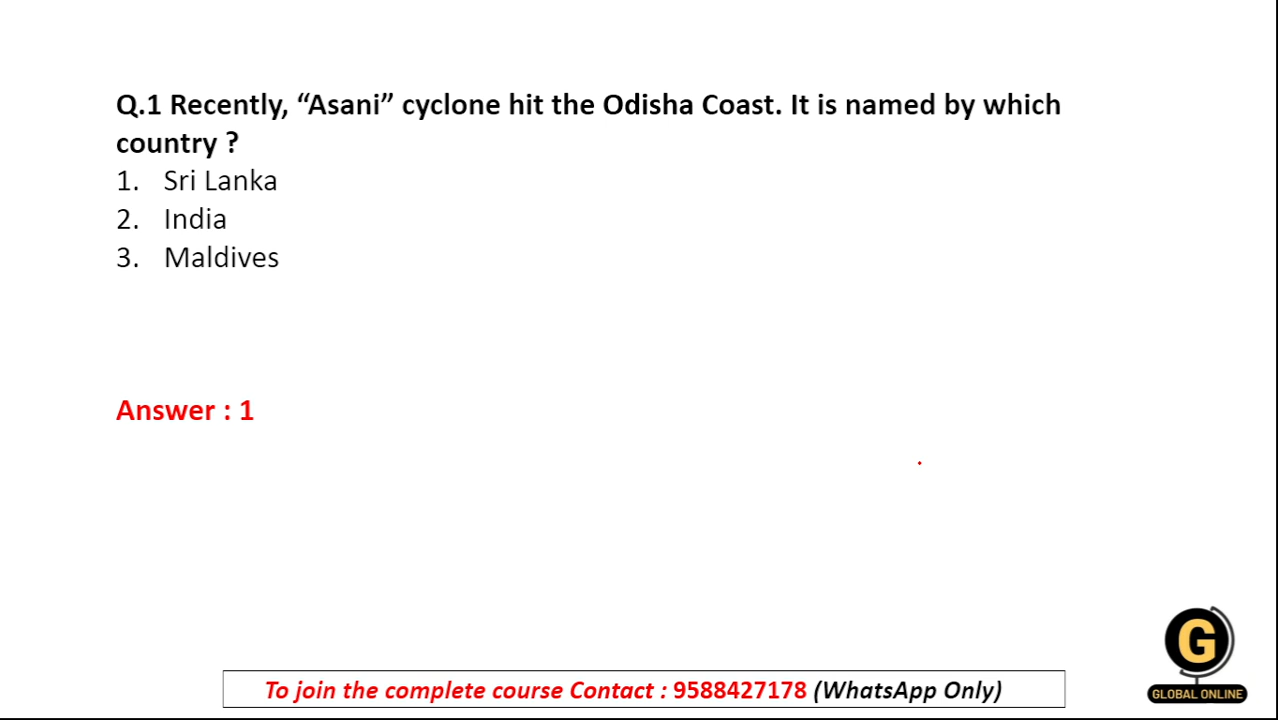 Q.1 Recently, “Asani” cyclone hit the Odisha Coast. It is named by which
country ?
1. Sri Lanka
2. India
3. Maldives
Answer : 1
To join the complete course Contact : 9588427178 (WhatsApp Only)
G
GLOBAL ONLINE